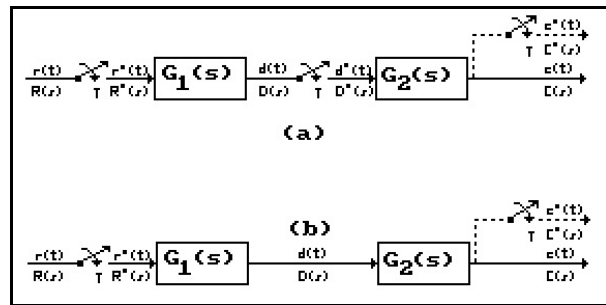 c*(t)
T C*(s)
r(t) r*(t) G1(s) d(t) d*(t) G2(s) c(t)
R(s) T R*(s) D(s) T D*(s) C(s)
(a)
c*(t)
(b)
T C*(s)
r(t) r*(t) G1(s) d(t) G2(s) c(t)
R(s) T R*(s) D(s) C(s)